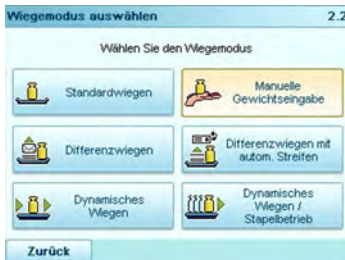 Wiegemodus auswählen 2.2
Wählen Sie den Wiegemodus
Standardwiegen
Manuelle
Gewichtseingabe
Differenzwiegen
Differenzwiegen mit
autom. Streifen
Dynamisches
Wiegen
Dynamisches
Wiegen /
Stapelbetrieb
Zurück